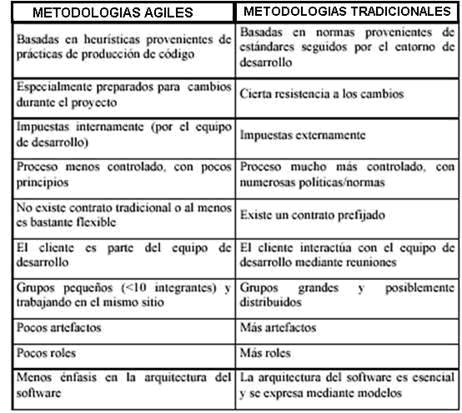 METODOLOGIAS AGILES
METODOLOGIAS TRADICIONALES
Basadas en heurísticas provenientes de
prácticas de producción de código
Basadas en normas provenientes de
estándares seguidos por el entorno de
desarrollo
Especialmente preparados para cambios
durante el proyecto
Cierta resistencia a los cambios
Impuestas internamente (por el equipo
de desarrollo)
Impuestas externamente
Proceso menos controlado, con pocos
principios
Proceso mucho más controlado, con
numerosas políticas/normas
No existe contrato tradicional o al menos
es bastante flexible
Existe un contrato prefijado
El cliente es parte del equipo de
desarrollo
El cliente interactúa con el equipo de
desarrollo mediante reuniones
Grupos pequeños (<10 integrantes) y
trabajando en el mismo sitio
Grupos grandes y posiblemente
distribuidos
Pocos artefactos
Más artefactos
Pocos roles
Más roles
Menos énfasis en la arquitectura del
software
La arquitectura del software es esencial
y se expresa mediante modelos